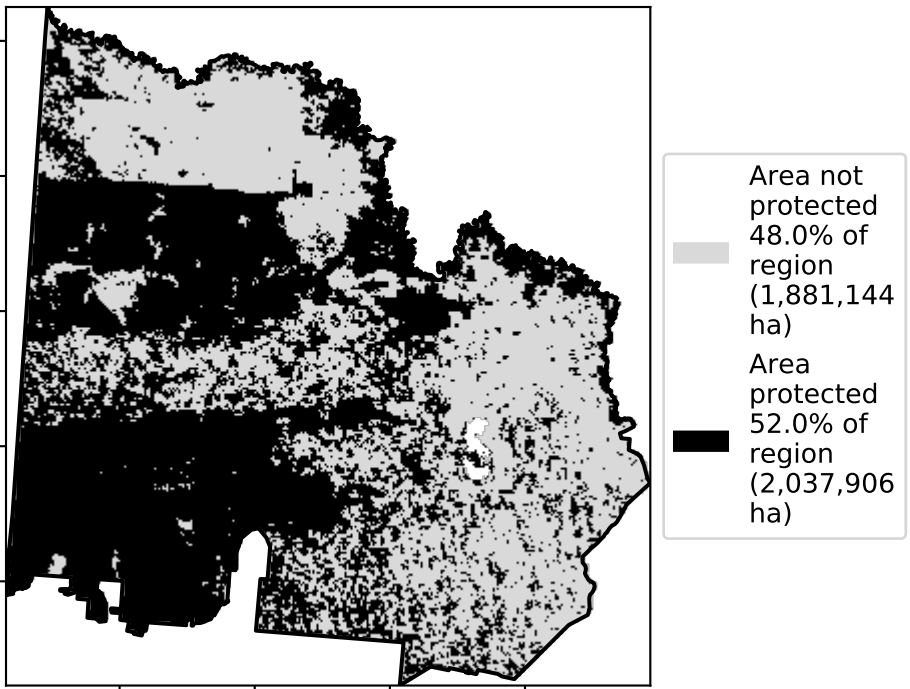 Area not
protected
48.0% of
region
(1,881,144
ha)
Area
protected
52.0% of
region
(2,037,906
ha)